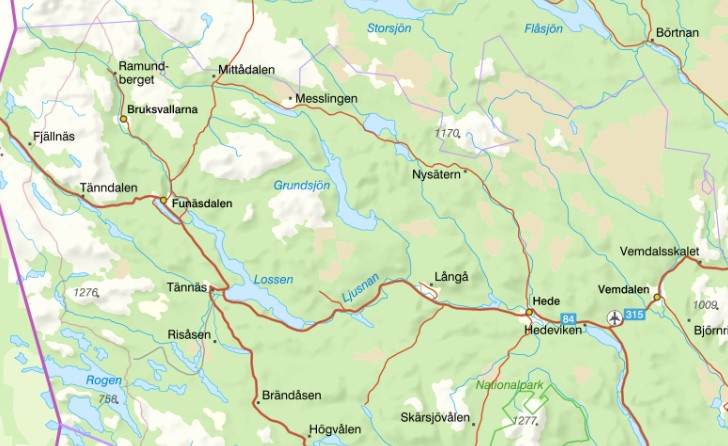 Storsjön
Flåsjön
Börtnan
Ramund-
berget
Mittådalen
Messlingen
Bruksvallarna
1170
Fjällnäs
Nysätern
Tänndalen
Grundsjön
Funäsdalen
Vemdalsskalet
Lossen
Långå
Ljusnan
Tännäs
1276
Vemdalen
Hede
1009
84
315
Hedeviken
Björnr
Risåsen
Rogen
Nationalpark
758
Brändåsen
Skärsjövålen
1277
Högvålen